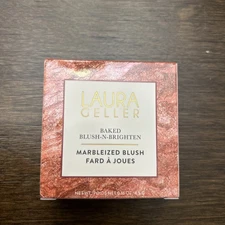 LAURA
GELLER
BAKED
BLUSH-N-BRIGHTEN
MARBLEIZED BLUSH
FARD À JOUES